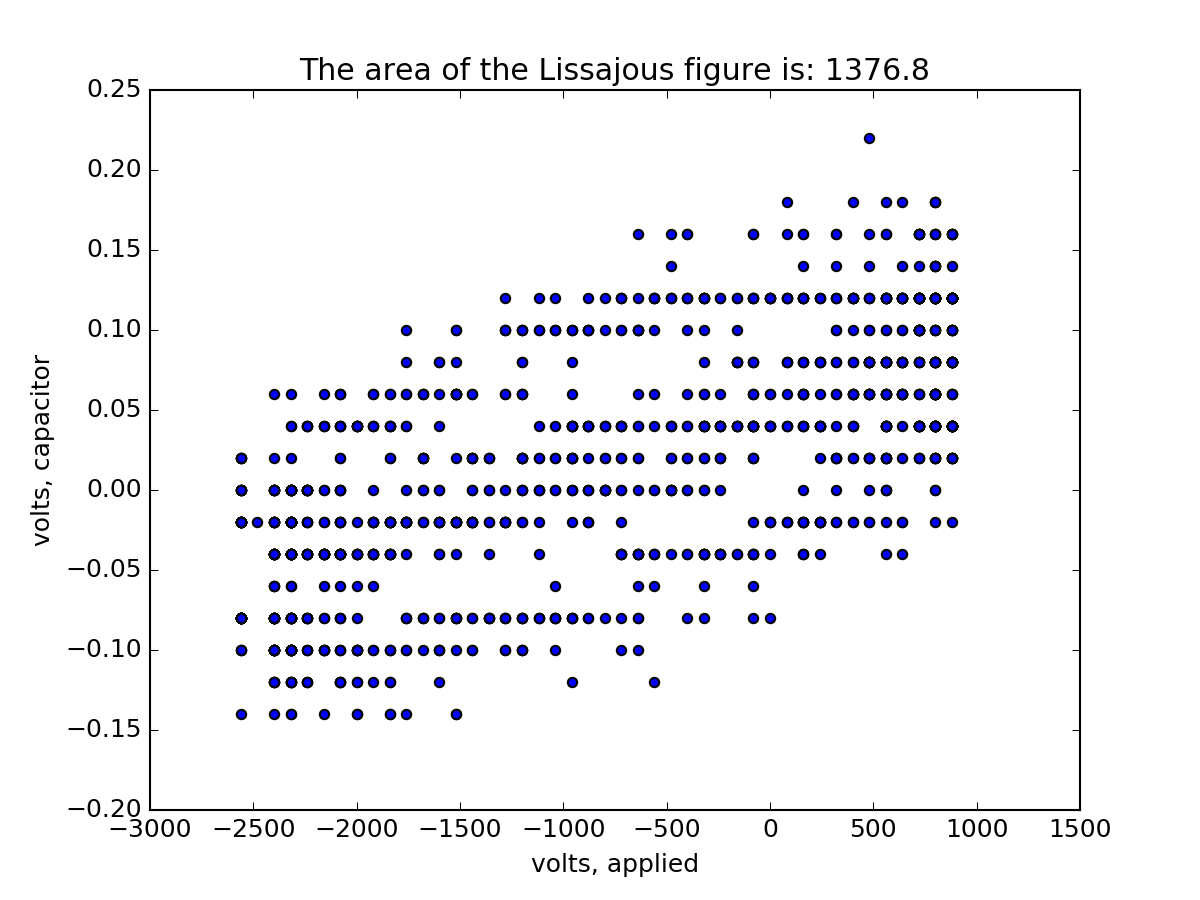 The area of the Lissajous figure is: 1376.8
0.25
0.20
0.15
0.10
0.05
0.00
−0.05
−0.10
−0.15
−0.20
volts, capacitor
−3000 −2500 −2000 −1500 −1000 −500 0 500 1000 1500
volts, applied